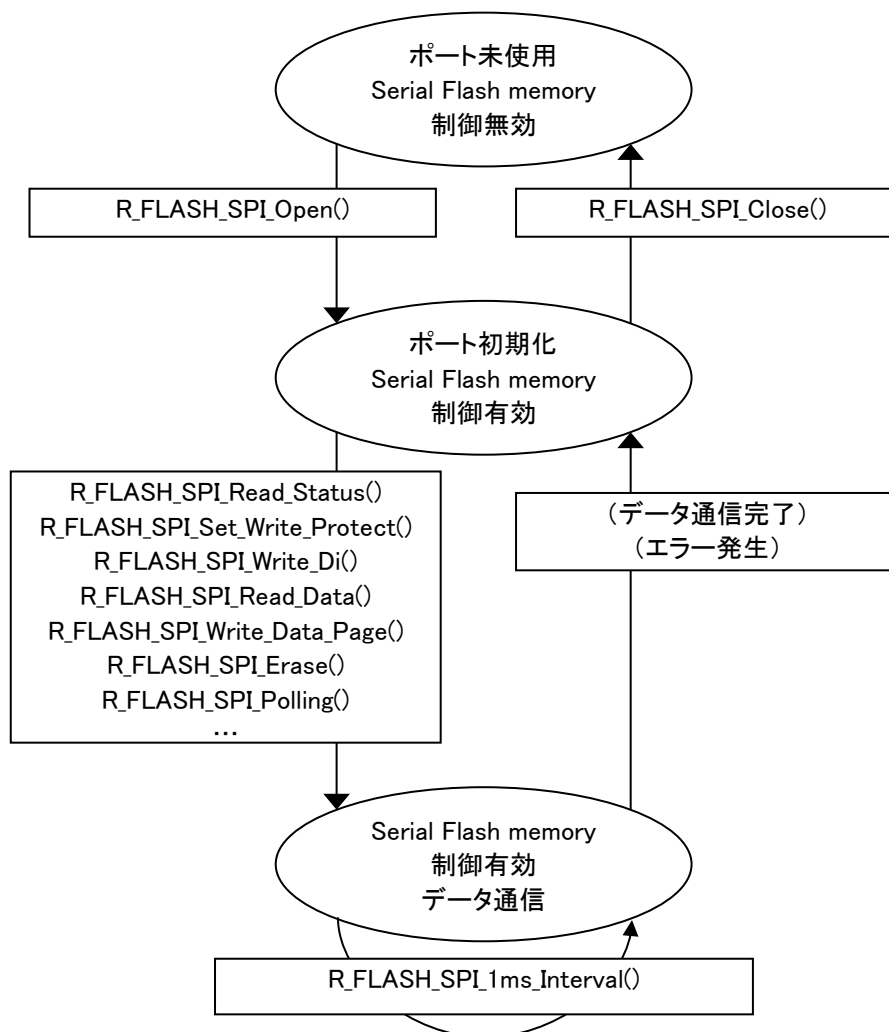 ポート未使用
Serial Flash memory
制御無効
R_FLASH_SPI_Open()
R_FLASH_SPI_Close()
ポート初期化
Serial Flash memory
制御有効
R_FLASH_SPI_Read_Status()
R_FLASH_SPI_Set_Write_Protect()
R_FLASH_SPI_Write_Di()
R_FLASH_SPI_Read_Data()
R_FLASH_SPI_Write_Data_Page()
R_FLASH_SPI_Erase()
R_FLASH_SPI_Polling()
…
（データ通信完了）
（エラー発生）
Serial Flash memory
制御有効
データ通信
R_FLASH_SPI_1ms_Interval()